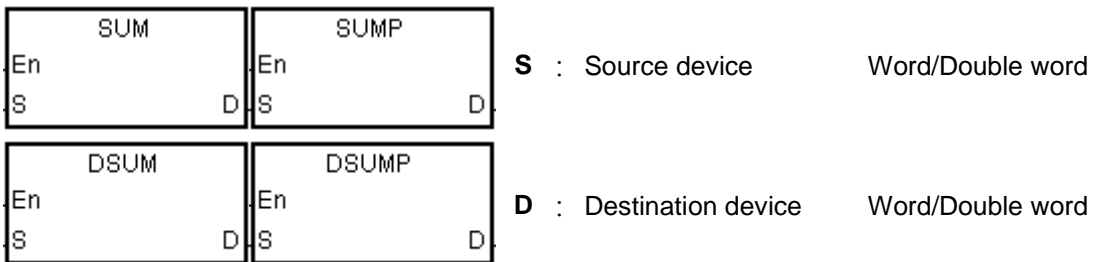 SUM SUMP
En En S : Source device Word/Double word
S D S D
DSUM DSUMP
En En D : Destination device Word/Double word
S D S D